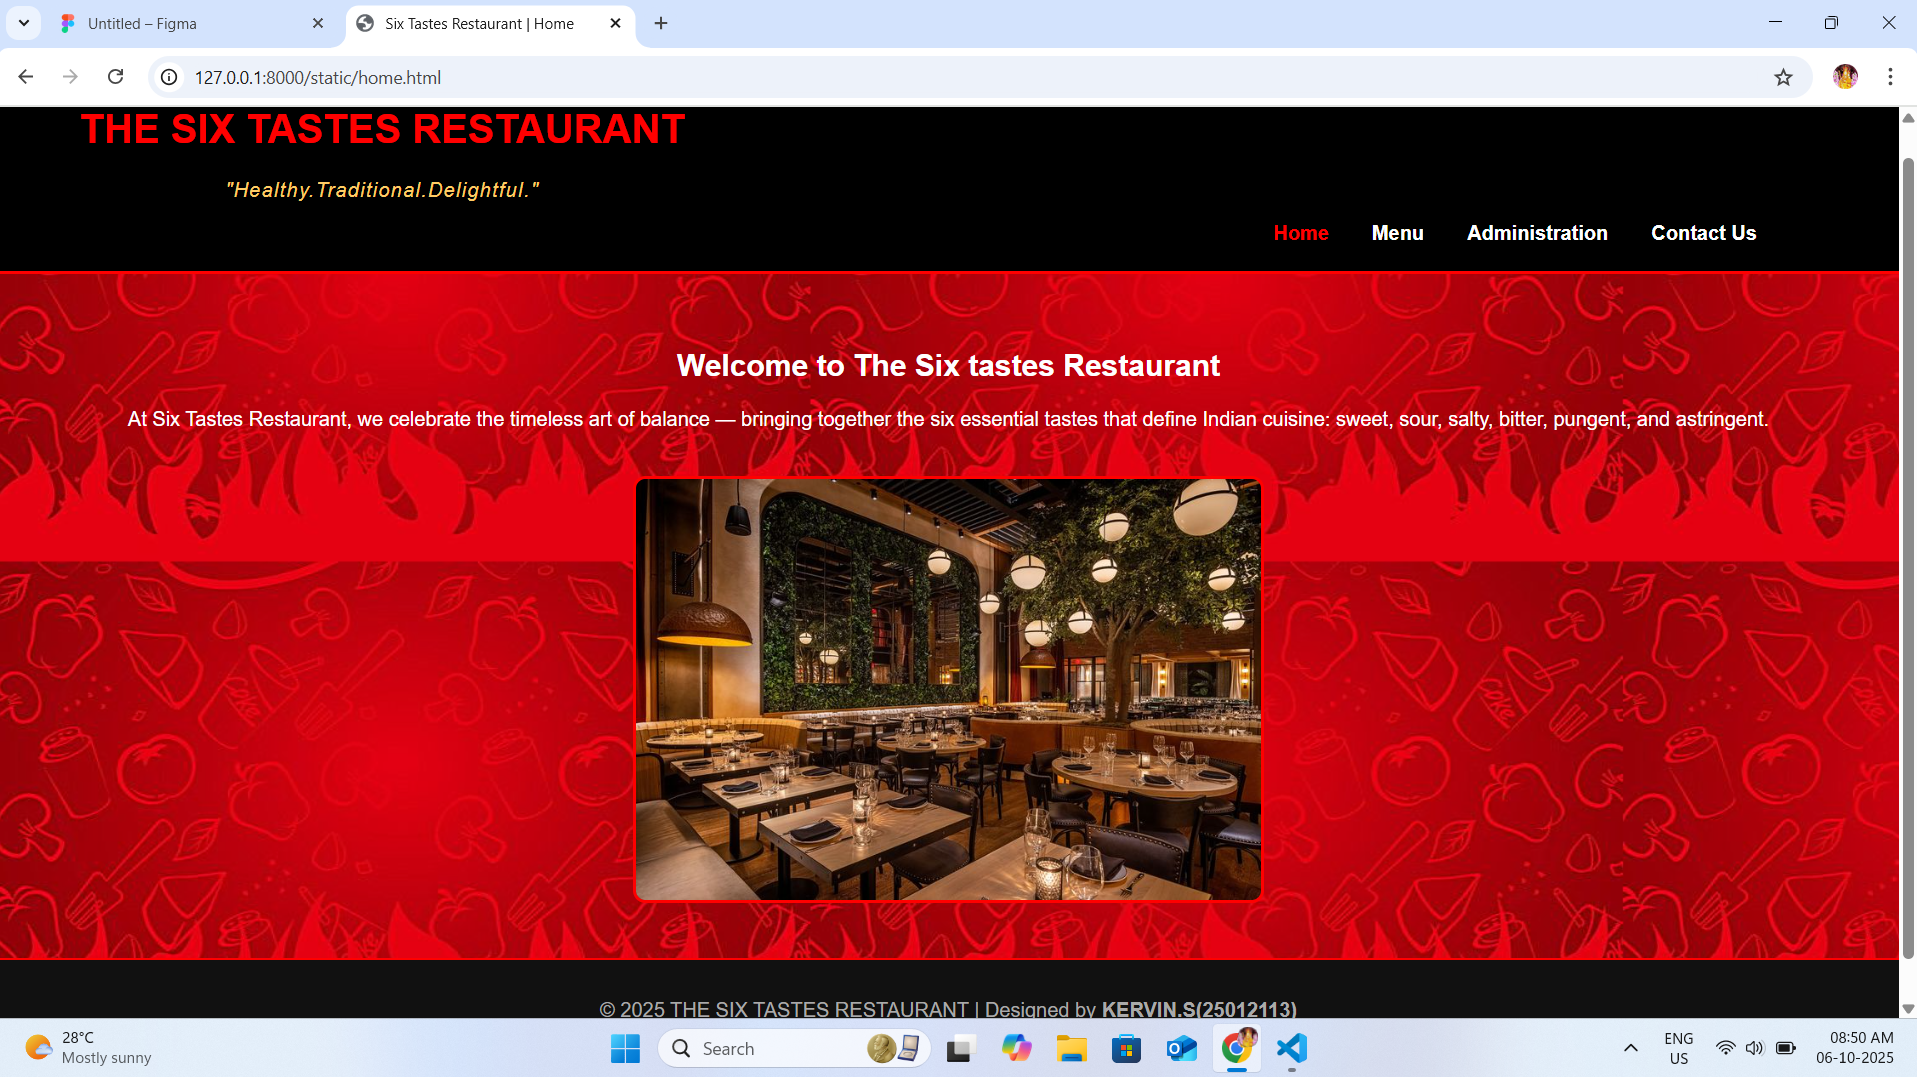 Untitled – Figma
Six Tastes Restaurant | Home
127.0.0.1:8000/static/home.html
THE SIX TASTES RESTAURANT
"Healthy.Traditional.Delightful."
Home Menu Administration Contact Us
Welcome to The Six tastes Restaurant
At Six Tastes Restaurant, we celebrate the timeless art of balance — bringing together the six essential tastes that define Indian cuisine: sweet, sour, salty, bitter, pungent, and astringent.
© 2025 THE SIX TASTES RESTAURANT | Designed by KERVIN.S(25012113)
28°C
Mostly sunny
Search
ENG
US
08:50 AM
06-10-2025